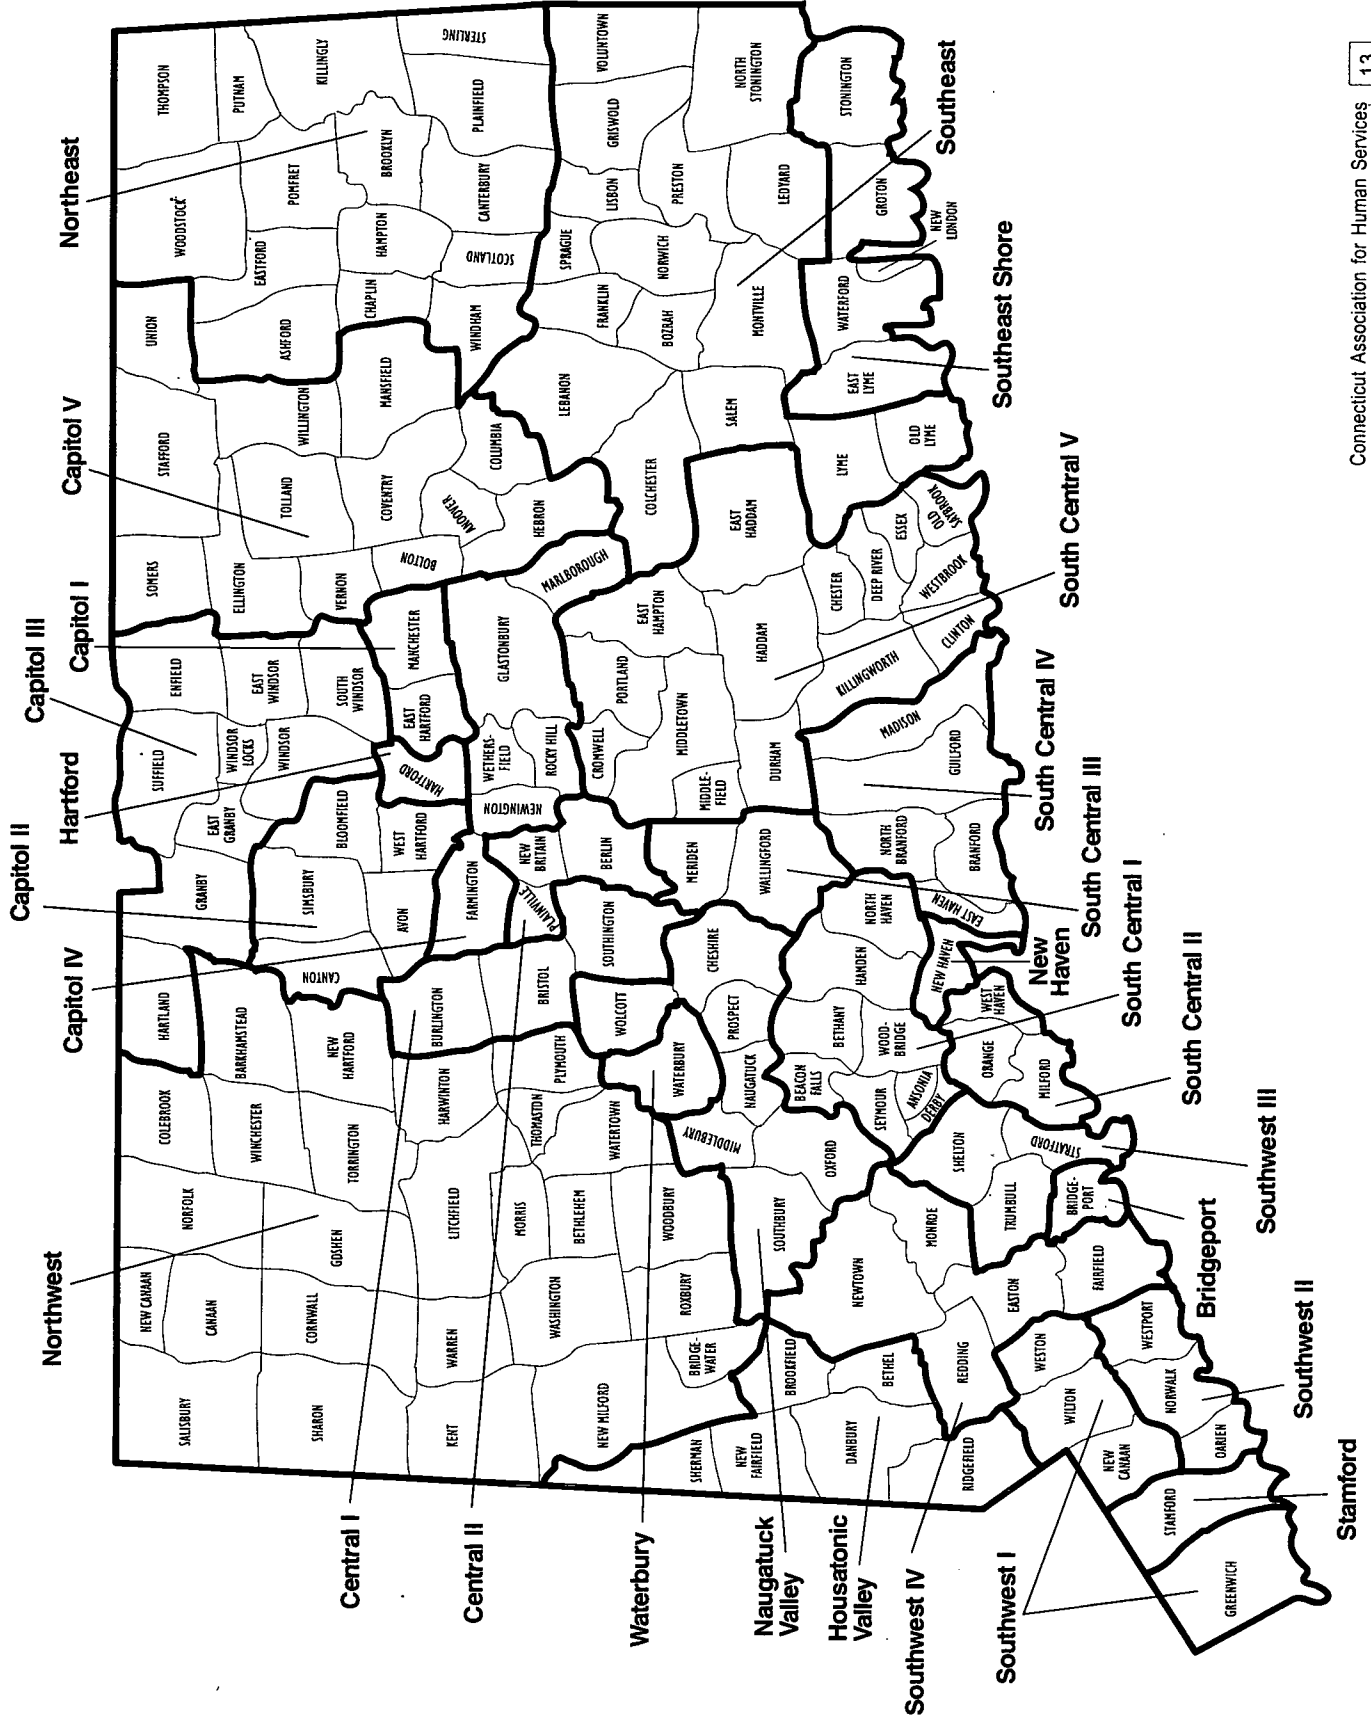 Northwest
Capitol IV
Capitol II
Hartford
Capitol III
Capitol I
Capitol V
Northeast
SALISBURY
NEW CANAAN
CANAAN
NORFOLK
COLEBROOK
HARTLAND
GRANBY
SUFFIELD
ENFIELD
SOMERS
STAFFORD
UNION
WOODSTOCK
THOMPSON
PUTNAM
SHARON
CORNWALL
GOSHEN
WINCHESTER
BARKHAMSTEAD
EAST
GRANBY
WINDSOR
LOCKS
EAST
WINDSOR
ELLINGTON
TOLLAND
WILLINGTON
ASHFORD
EASTFORD
POMFRET
KILLINGLY
TORRINGTON
NEW
HARTFORD
CANTON
SIMSBURY
BLOOMFIELD
WINDSOR
SOUTH
WINDSOR
VERNON
COVENTRY
MANSFIELD
CHAPLIN
HAMPTON
BROOKLYN
STERLING
KENT
WARREN
LITCHFIELD
HARWINTON
BURLINGTON
AVON
FARMINGTON
WEST
HARTFORD
HARTFORD
EAST
HARTFORD
MANCHESTER
BOLTON
ANDOVER
COLUMBIA
WINDHAM
SCOTLAND
CANTERBURY
PLAINFIELD
NEW MILFORD
WASHINGTON
MORRIS
BETHLEHEM
THOMASTON
WATERTOWN
PLYMOUTH
BRISTOL
PLAINVILLE
NEW
BRITAIN
NEWINGTON
WETHERS-
FIELD
ROCKY HILL
GLASTONBURY
MARLBOROUGH
HEBRON
LEBANON
FRANKLIN
SPRAGUE
LISBON
GRISWOLD
VOLUNTOWN
SHERMAN
BRIDGE-
WATER
ROXBURY
WOODBURY
MIDDLEBURY
WATERBURY
WOLCOTT
SOUTHINGTON
BERLIN
CROMWELL
PORTLAND
EAST
HAMPTON
COLCHESTER
BOZRAH
NORWICH
PRESTON
NORTH
STONINGTON
NEW
FAIRFIELD
BROOKFIELD
SOUTHBURY
NAUGATUCK
PROSPECT
CHESHIRE
MERIDEN
MIDDLE-
FIELD
MIDDLETOWN
HADDAM
EAST
HADDAM
SALEM
MONTVILLE
LEDYARD
STONINGTON
DANBURY
BETHEL
NEWTOWN
OXFORD
BEACON
FALLS
BETHANY
HAMDEN
WALLINGFORD
DURHAM
KILLINGWORTH
CHESTER
DEEP RIVER
ESSEX
LYME
EAST
LYME
WATERFORD
NEW
LONDON
GROTON
RIDGEFIELD
REDDING
MONROE
SEYMOUR
ANSONIA
DERBY
WOOD-
BRIDGE
NORTH
HAVEN
NORTH
BRANFORD
GUILFORD
MADISON
CLINTON
WESTBROOK
OLD
SAYBROOK
OLD
LYME
WILTON
WESTON
EASTON
TRUMBULL
SHELTON
ORANGE
WEST
HAVEN
NEW HAVEN
EAST HAVEN
BRANFORD
NEW
CANAAN
NORWALK
WESTPORT
FAIRFIELD
BRIDGE-
PORT
STRATFORD
MILFORD
STAMFORD
DARIEN
GREENWICH
Central I
Central II
Waterbury
Naugatuck
Valley
Housatonic
Valley
Southwest IV
Southwest I
Stamford
Southwest II
Bridgeport
Southwest III
South Central II
South Central I
New
Haven
South Central III
South Central IV
South Central V
Southeast Shore
Southeast
Connecticut Association for Human Services 13